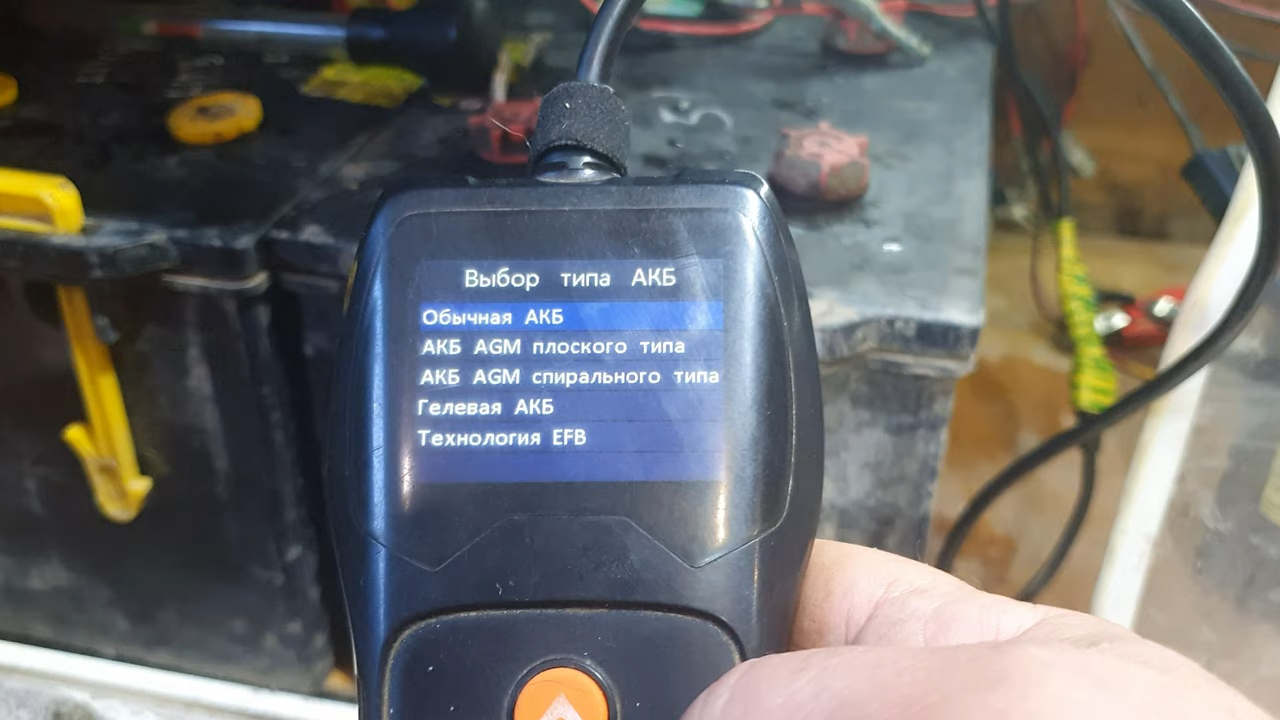 Выбор типа АКБ
Обычная АКБ
АКБ AGM плоского типа
АКБ AGM спирального типа
Гелевая АКБ
Технология EFB